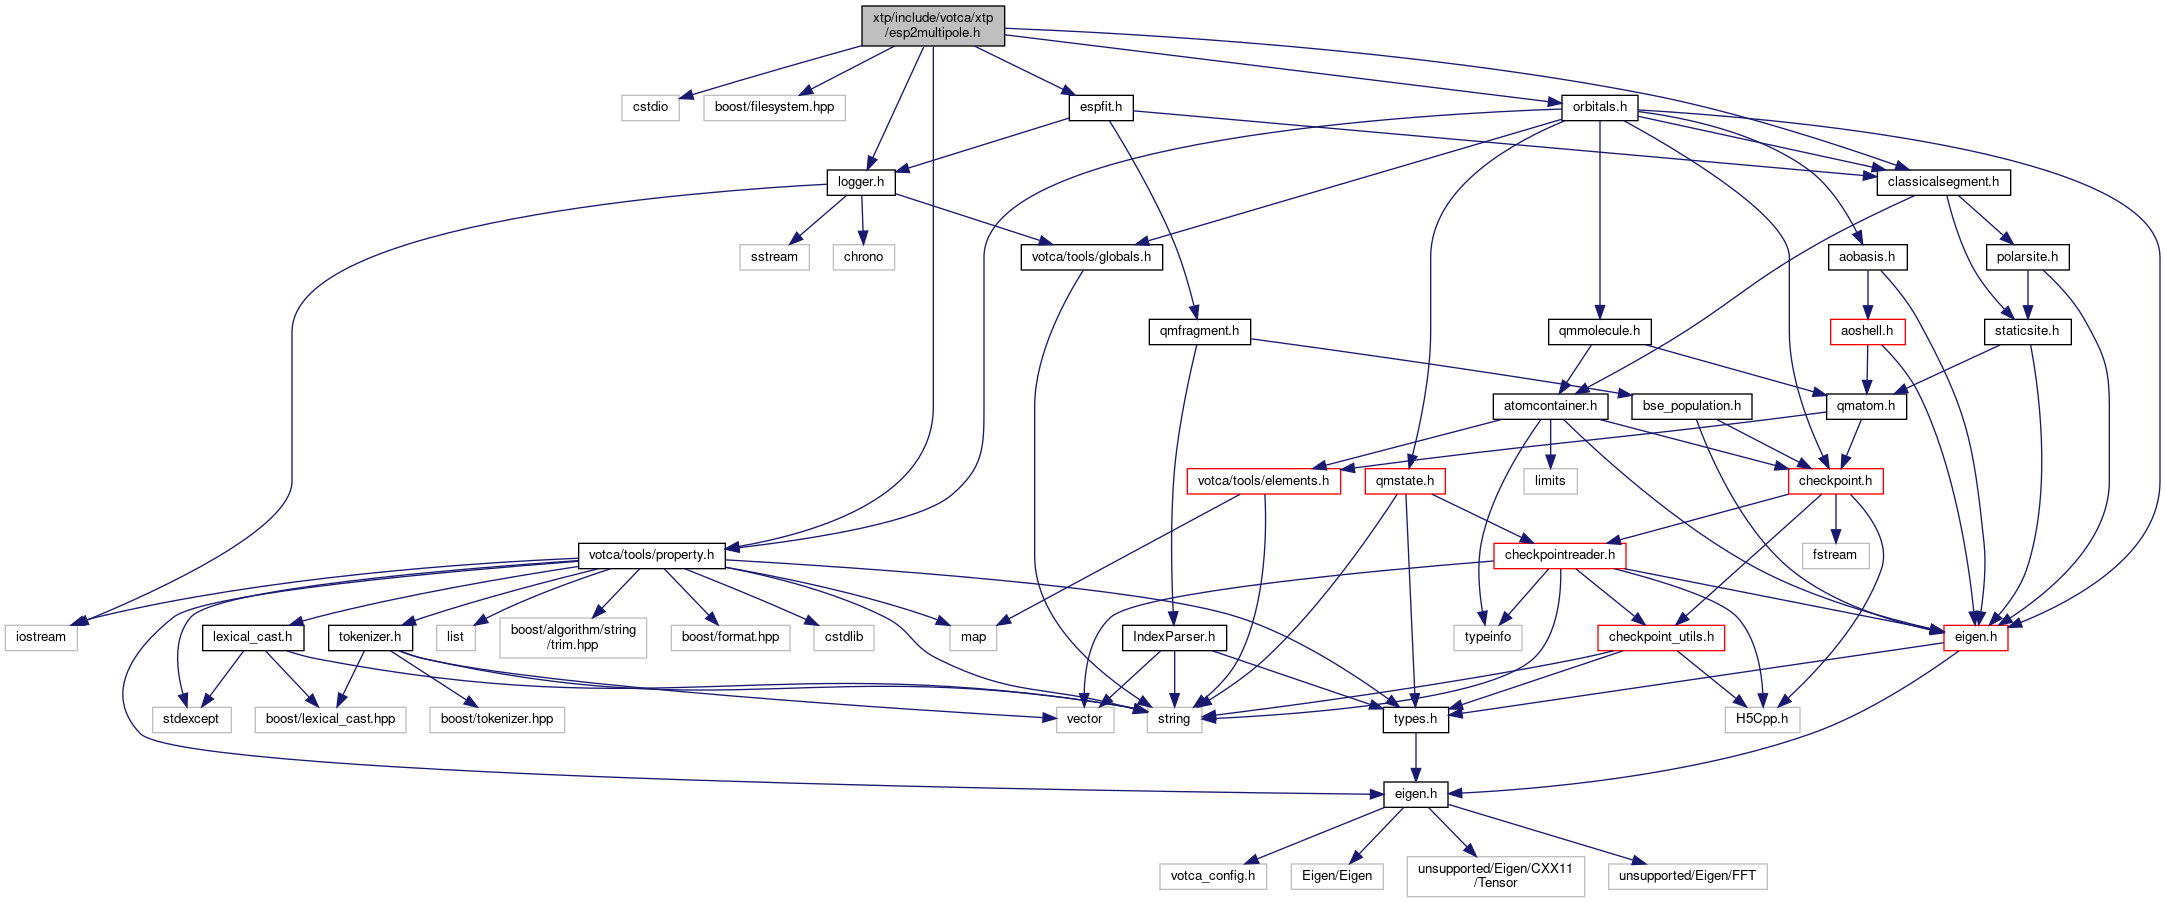 xtp/include/votca/xtp
/esp2multipole.h
cstdio
boost/filesystem.hpp
espfit.h
orbitals.h
logger.h
classicalsegment.h
sstream
chrono
votca/tools/globals.h
aobasis.h
polarsite.h
qmfragment.h
qmmolecule.h
aoshell.h
staticsite.h
atomcontainer.h
bse_population.h
qmatom.h
votca/tools/elements.h
qmstate.h
limits
checkpoint.h
votca/tools/property.h
checkpointreader.h
fstream
iostream
lexical_cast.h
tokenizer.h
list
boost/algorithm/string
/trim.hpp
boost/format.hpp
cstdlib
map
IndexParser.h
typeinfo
checkpoint_utils.h
eigen.h
stdexcept
boost/lexical_cast.hpp
boost/tokenizer.hpp
vector
string
types.h
H5Cpp.h
eigen.h
votca_config.h
Eigen/Eigen
unsupported/Eigen/CXX11
/Tensor
unsupported/Eigen/FFT